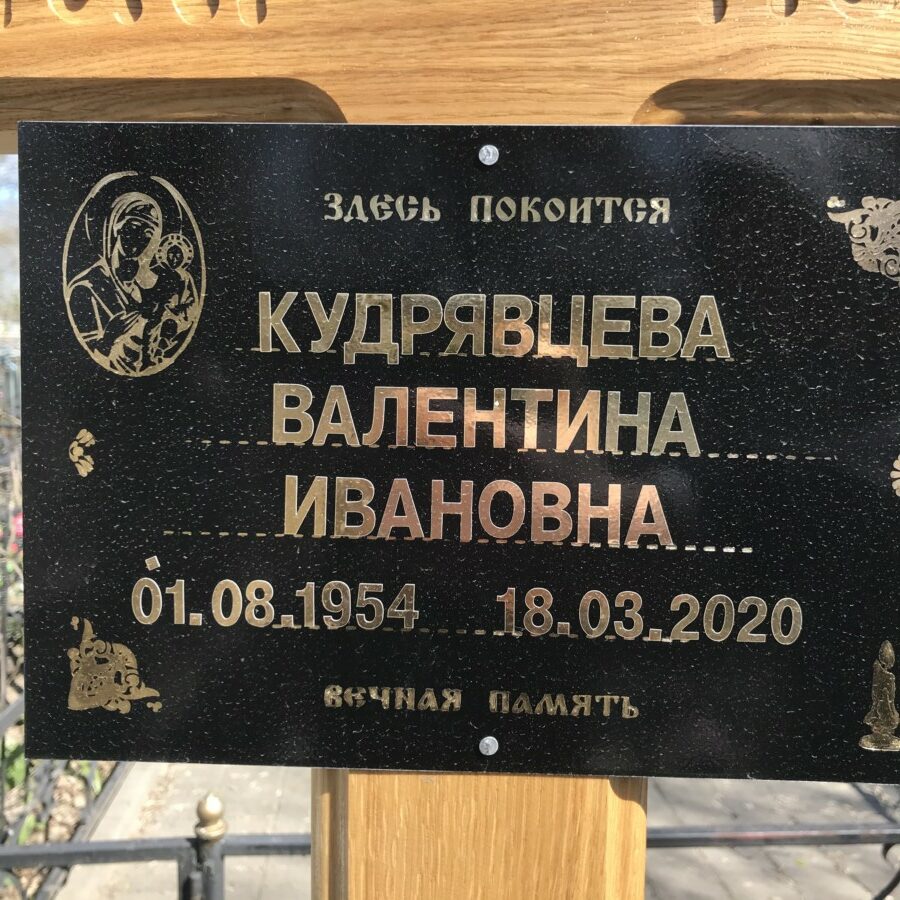 ЗДЕСЬ ПОКОИТСЯ
КУДРЯВЦЕВА
ВАЛЕНТИНА
ИВАНОВНА
01.08.1954 18.03.2020
ВЕЧНАЯ ПАМЯТЬ